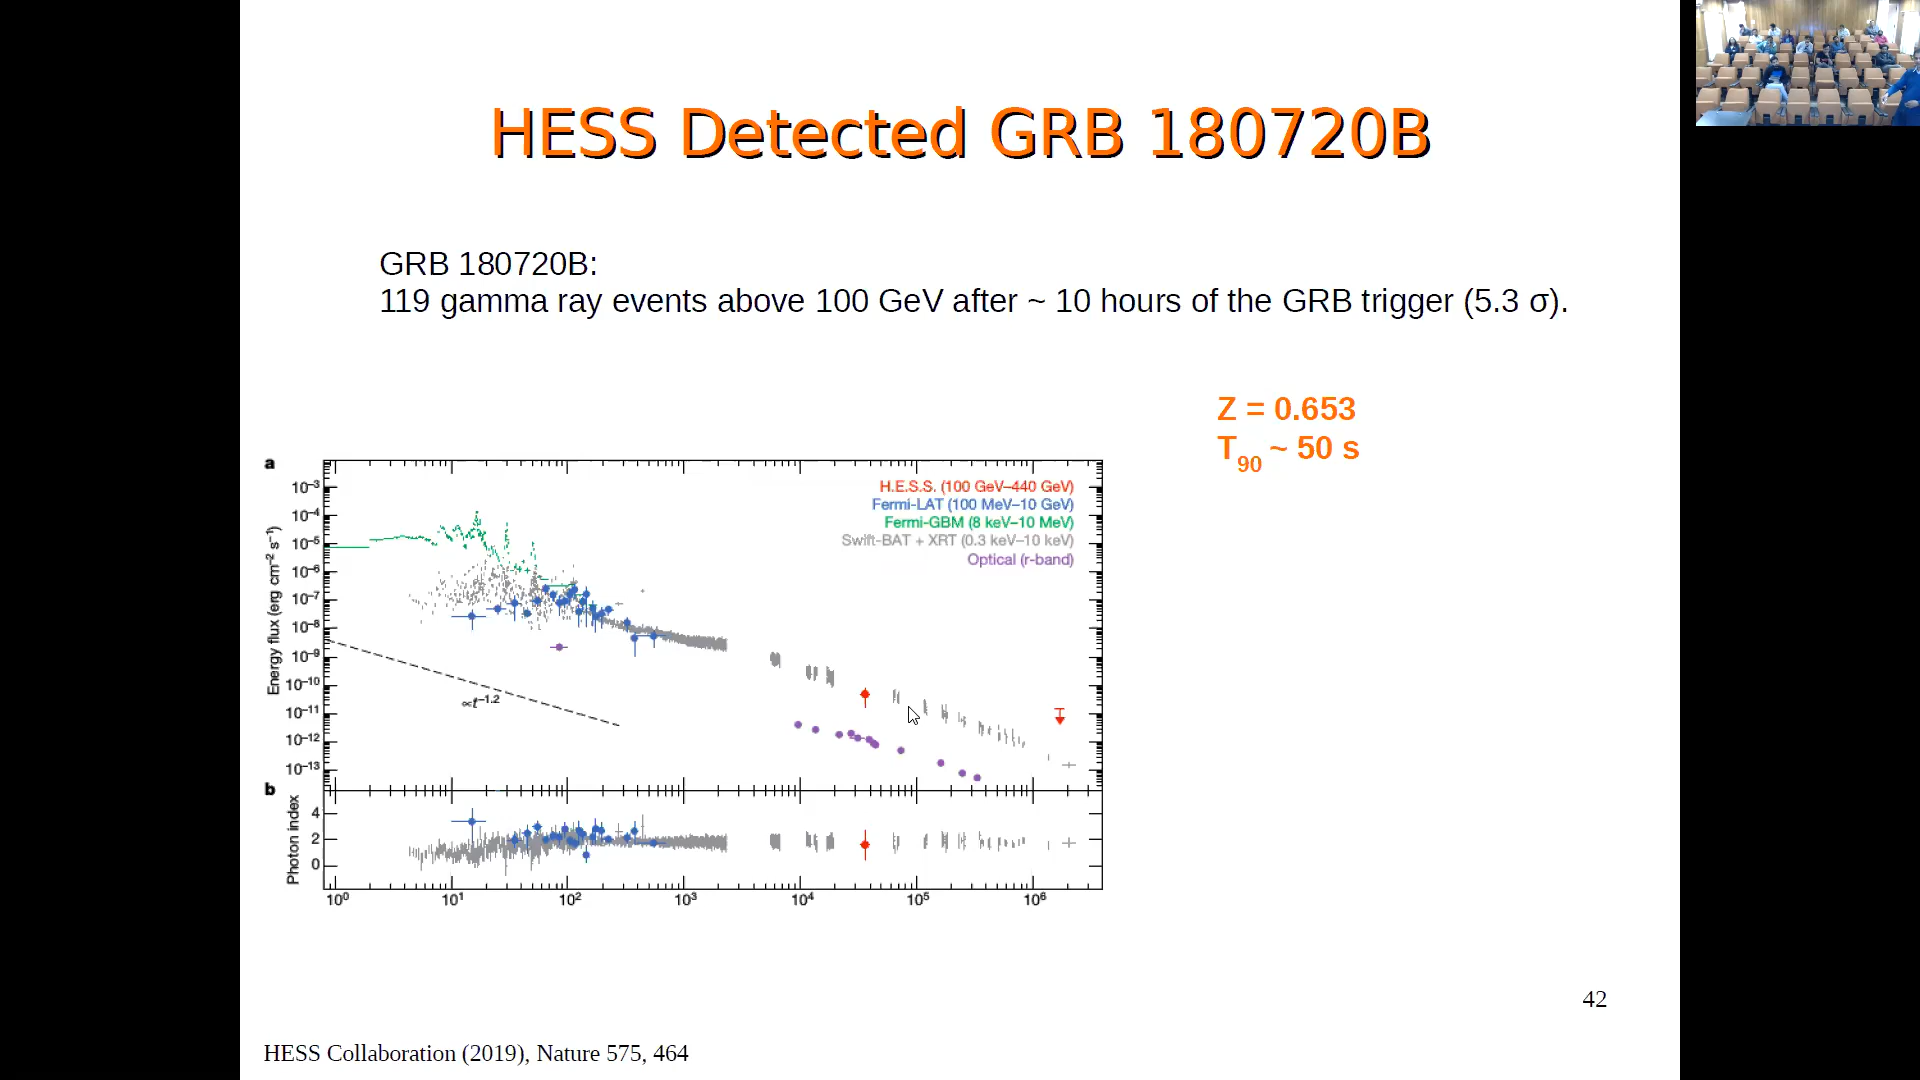 HESS Detected GRB 180720B
GRB 180720B:
119 gamma ray events above 100 GeV after ~ 10 hours of the GRB trigger (5.3 σ).
Z = 0.653
T90 ~ 50 s
a
H.E.S.S. (100 GeV–440 GeV)
Fermi-LAT (100 MeV–10 GeV)
Fermi-GBM (8 keV–10 MeV)
Swift-BAT + XRT (0.3 keV–10 keV)
Optical (r-band)
Energy flux (erg cm⁻² s⁻¹)
10⁻³
10⁻⁴
10⁻⁵
10⁻⁶
10⁻⁷
10⁻⁸
10⁻⁹
10⁻¹⁰
10⁻¹¹
10⁻¹²
10⁻¹³
∝t⁻¹·²
b
Photon index
4
2
0
10⁰ 10¹ 10² 10³ 10⁴ 10⁵ 10⁶
42
HESS Collaboration (2019), Nature 575, 464